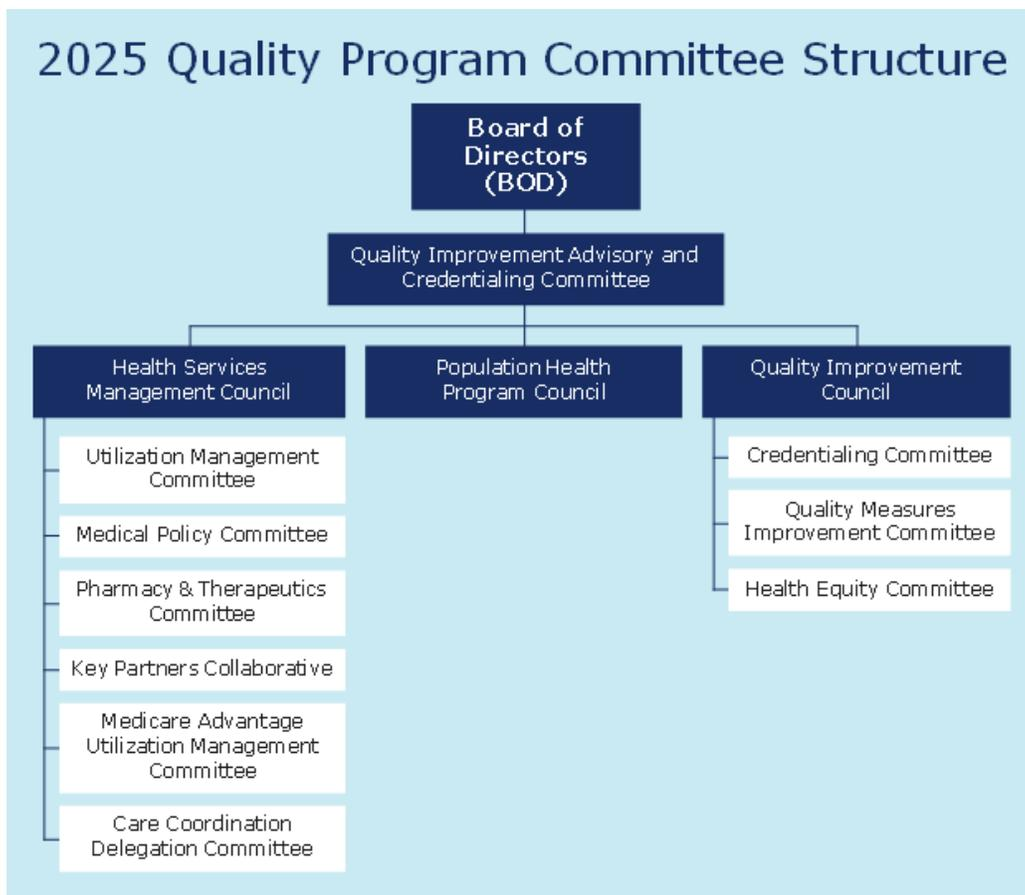 2025 Quality Program Committee Structure
Board of
Directors
(BOD)
Quality Improvement Advisory and
Credentialing Committee
Health Services
Management Council
Population Health
Program Council
Quality Improvement
Council
Utilization Management
Committee
Medical Policy Committee
Pharmacy & Therapeutics
Committee
Key Partners Collaborative
Medicare Advantage
Utilization Management
Committee
Care Coordination
Delegation Committee
Credentialing Committee
Quality Measures
Improvement Committee
Health Equity Committee